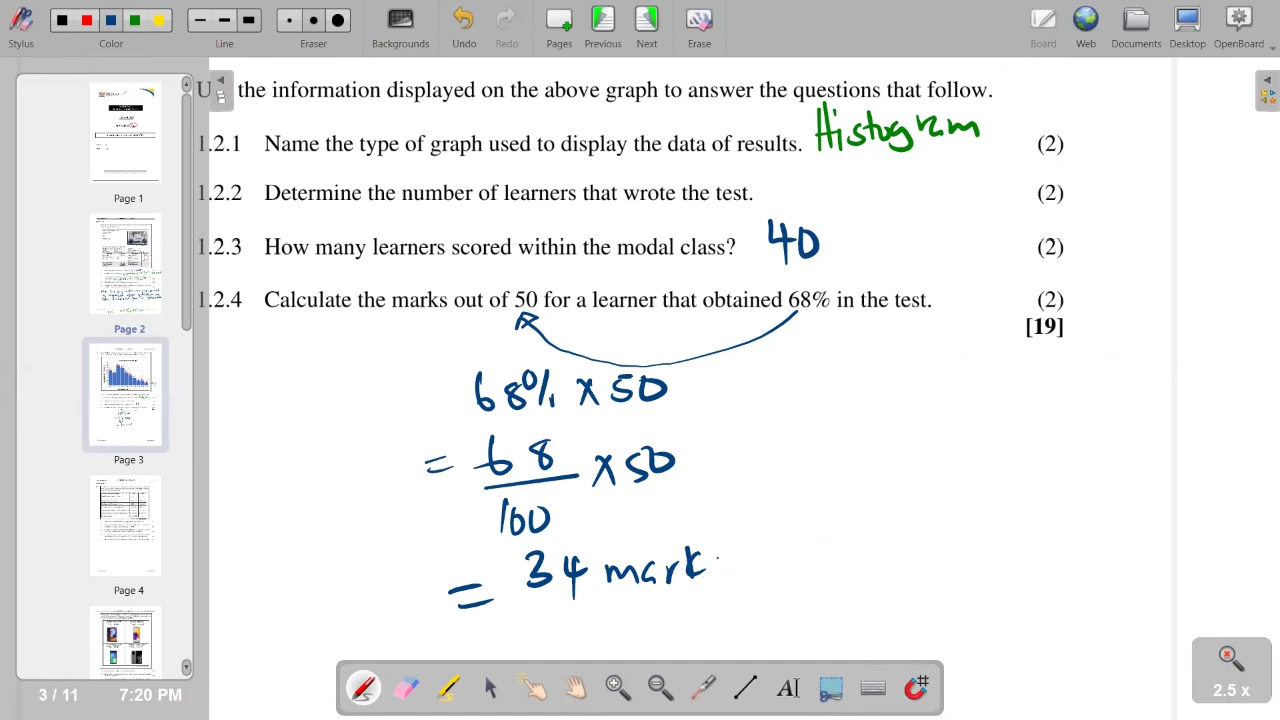 Stylus
Color
Line
Eraser
Backgrounds
Undo
Redo
Pages
Previous
Next
Erase
Board
Web
Documents
Desktop
OpenBoard
the information displayed on the above graph to answer the questions that follow.
1.2.1 Name the type of graph used to display the data of results. Histogram (2)
1.2.2 Determine the number of learners that wrote the test. (2)
1.2.3 How many learners scored within the modal class? 40 (2)
1.2.4 Calculate the marks out of 50 for a learner that obtained 68% in the test. (2)
[19]
68% x 50
= 68/100 x 50
= 34 mark
Page 1
Page 2
Page 3
Page 4
3 / 11 7:20 PM
2.5 x